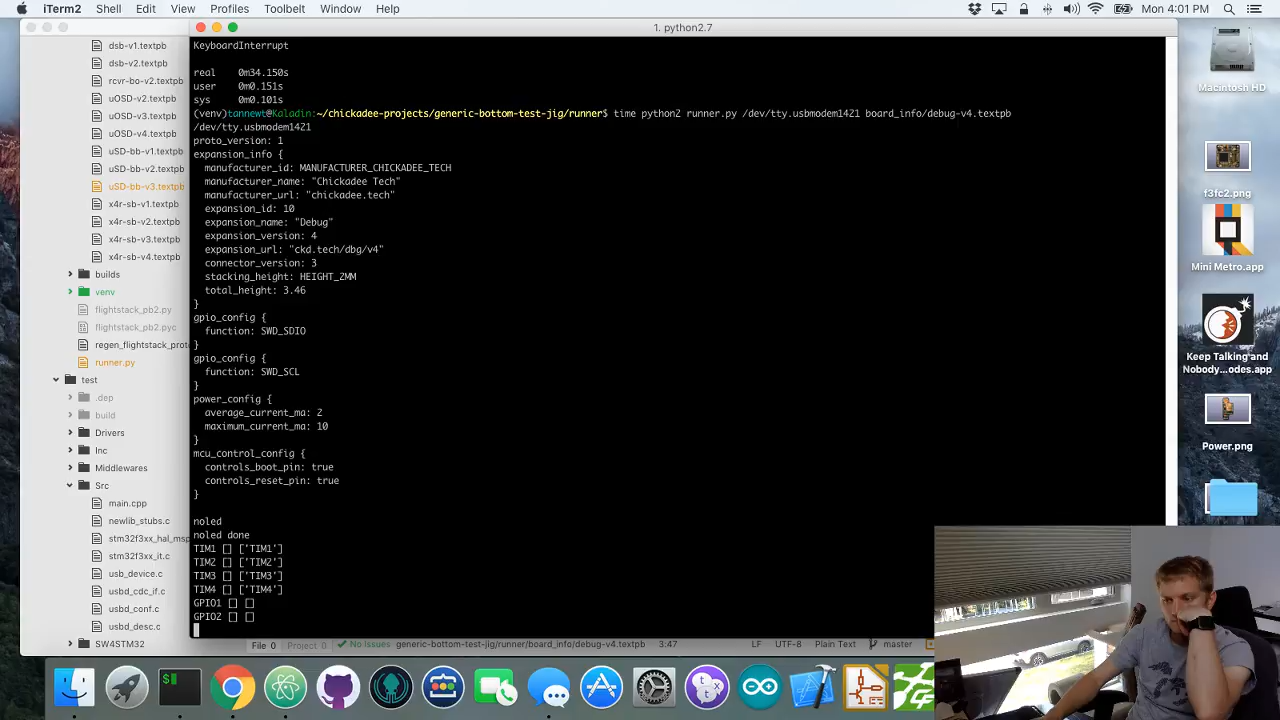 iTerm2 Shell Edit View Profiles Toolbelt Window Help
Mon 4:01 PM
1. python2.7
dsb-v1.textpb
dsb-v2.textpb
rcvr-bo-v2.textpb
uOSD-v2.textpb
uOSD-v3.textpb
uOSD-v4.textpb
uSD-bb-v1.textpb
uSD-bb-v2.textpb
uSD-bb-v3.textpb
x4r-sb-v1.textpb
x4r-sb-v2.textpb
x4r-sb-v3.textpb
x4r-sb-v4.textpb
builds
venv
flightstack_pb2.py
flightstack_pb2.pyc
regen_flightstack_prot
runner.py
test
.dep
build
Drivers
Inc
Middlewares
Src
main.cpp
newlib_stubs.c
stm32f3xx_hal_msp
stm32f3xx_it.c
usb_device.c
usbd_cdc_if.c
usbd_conf.c
usbd_desc.c
SW4STM32
KeyboardInterrupt
real 0m34.150s
user 0m0.151s
sys 0m0.101s
(venv)tannewt@Kaladin:~/chickadee-projects/generic-bottom-test-jig/runner$ time python2 runner.py /dev/tty.usbmodem1421 board_info/debug-v4.textpb
/dev/tty.usbmodem1421
proto_version: 1
expansion_info {
manufacturer_id: MANUFACTURER_CHICKADEE_TECH
manufacturer_name: "Chickadee Tech"
manufacturer_url: "chickadee.tech"
expansion_id: 10
expansion_name: "Debug"
expansion_version: 4
expansion_url: "ckd.tech/dbg/v4"
connector_version: 3
stacking_height: HEIGHT_2MM
total_height: 3.46
}
gpio_config {
function: SWD_SDIO
}
gpio_config {
function: SWD_SCL
}
power_config {
average_current_ma: 2
maximum_current_ma: 10
}
mcu_control_config {
controls_boot_pin: true
controls_reset_pin: true
}
noled
noled done
TIM1 [] ['TIM1']
TIM2 [] ['TIM2']
TIM3 [] ['TIM3']
TIM4 [] ['TIM4']
GPIO1 [] []
GPIO2 [] []
File 0 Project 0 No Issues generic-bottom-test-jig/runner/board_info/debug-v4.textpb 3:47 LF UTF-8 Plain Text master
Macintosh HD
f3fc2.png
Mini Metro.app
Keep Talking and
Nobody...odes.app
Power.png